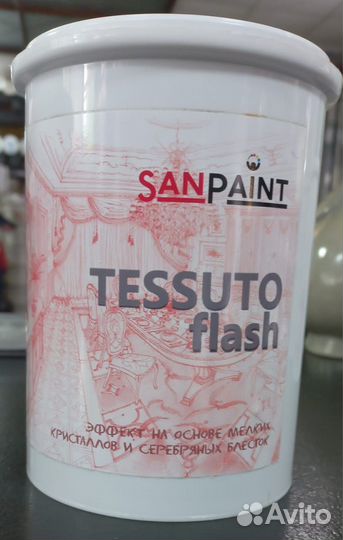 SANPAINT
TESSUTO
flash
ЭФФЕКТ НА ОСНОВЕ МЕЛКИХ
КРИСТАЛЛОВ И СЕРЕБРЯНЫХ БЛЕСТОК
Avito